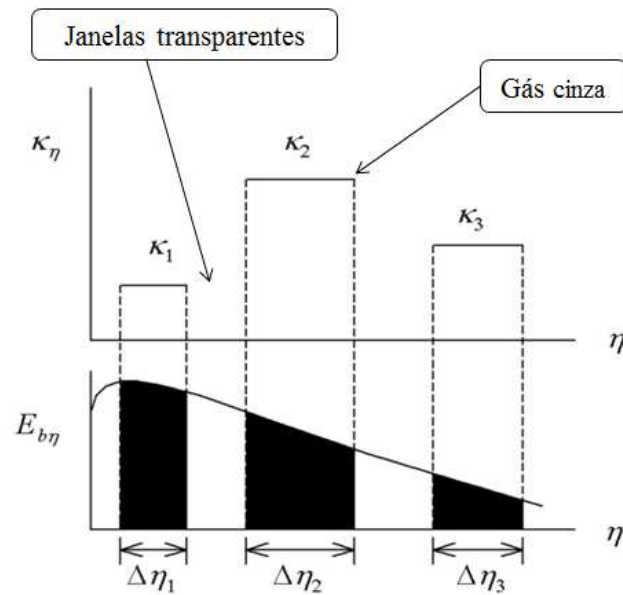 Janelas transparentes
Gás cinza
κη
κ2
κ3
κ1
η
Ebη
η
Δη1
Δη2
Δη3